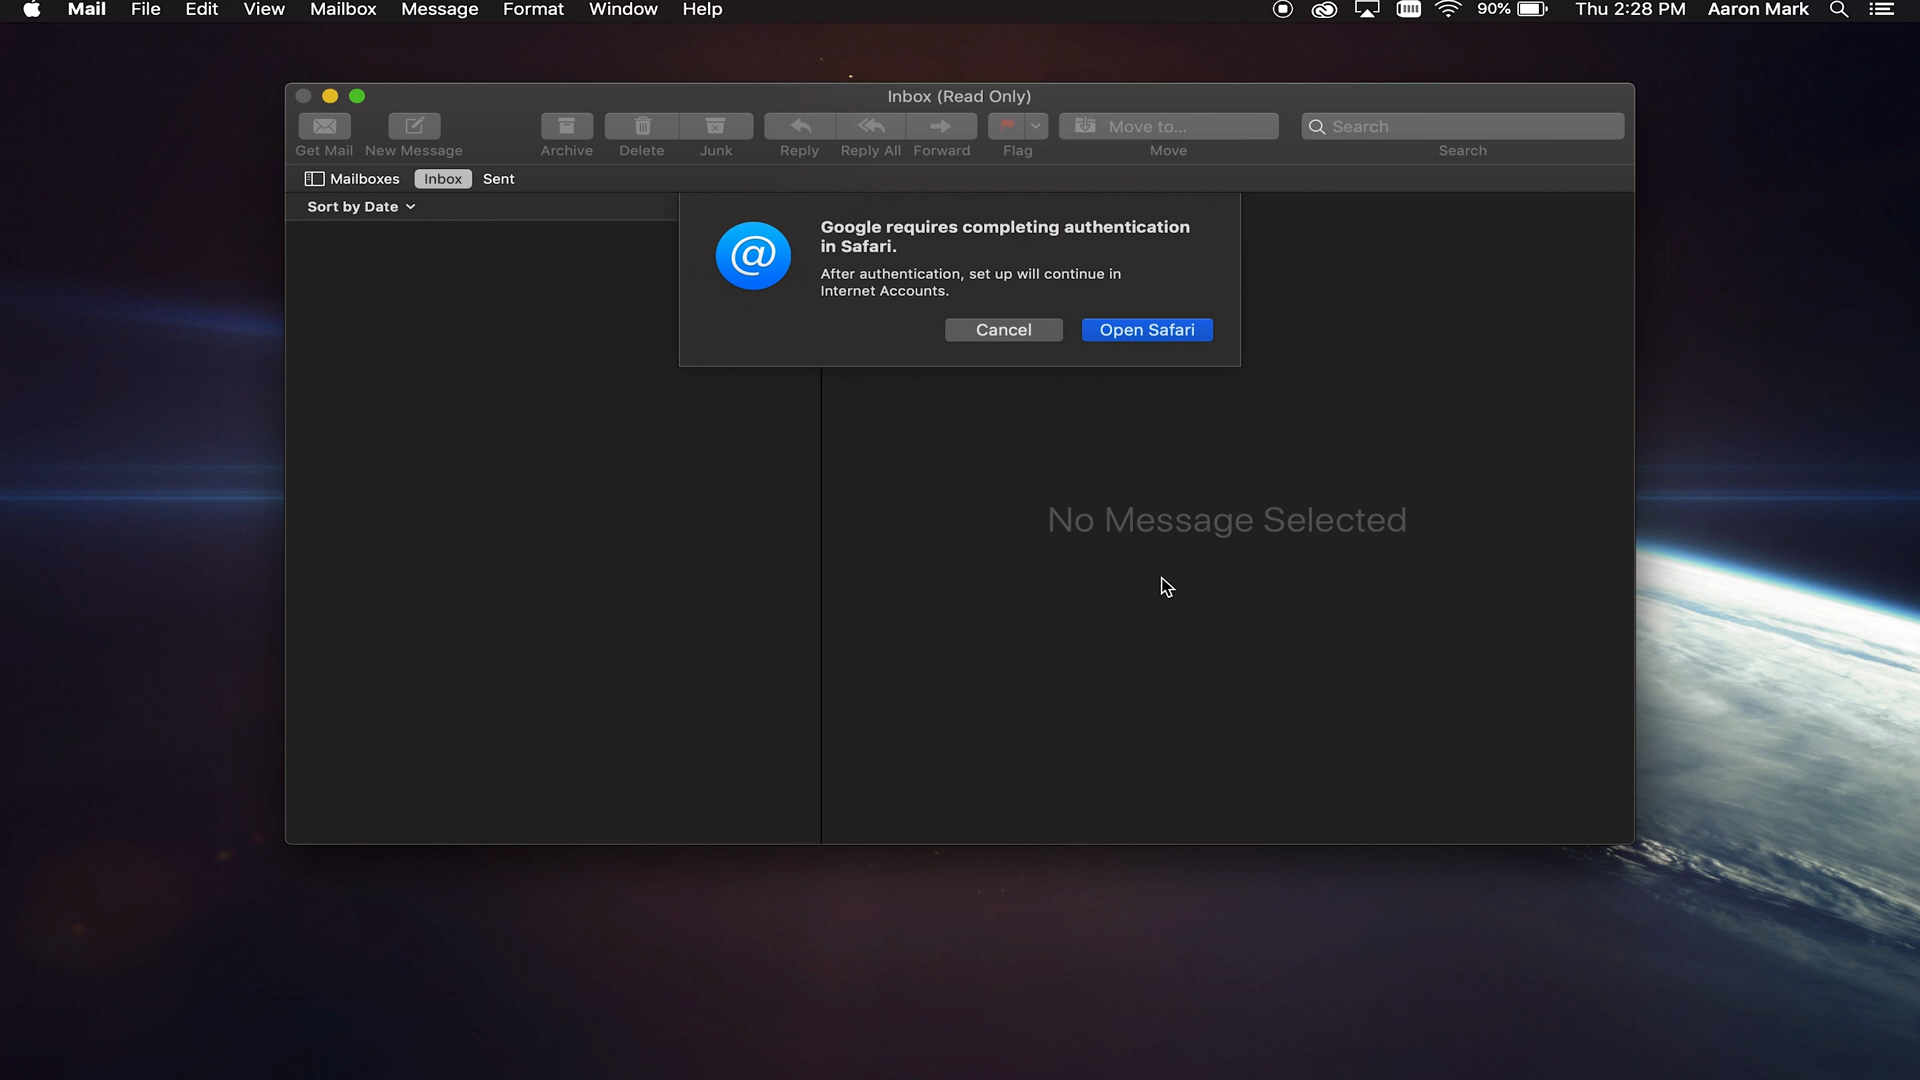 Mail File Edit View Mailbox Message Format Window Help 90% Thu 2:28 PM Aaron Mark
Inbox (Read Only)
Move to... Search
Get Mail New Message Archive Delete Junk Reply Reply All Forward Flag Move Search
Mailboxes Inbox Sent
Sort by Date
Google requires completing authentication
in Safari.
After authentication, set up will continue in
Internet Accounts.
Cancel Open Safari
No Message Selected